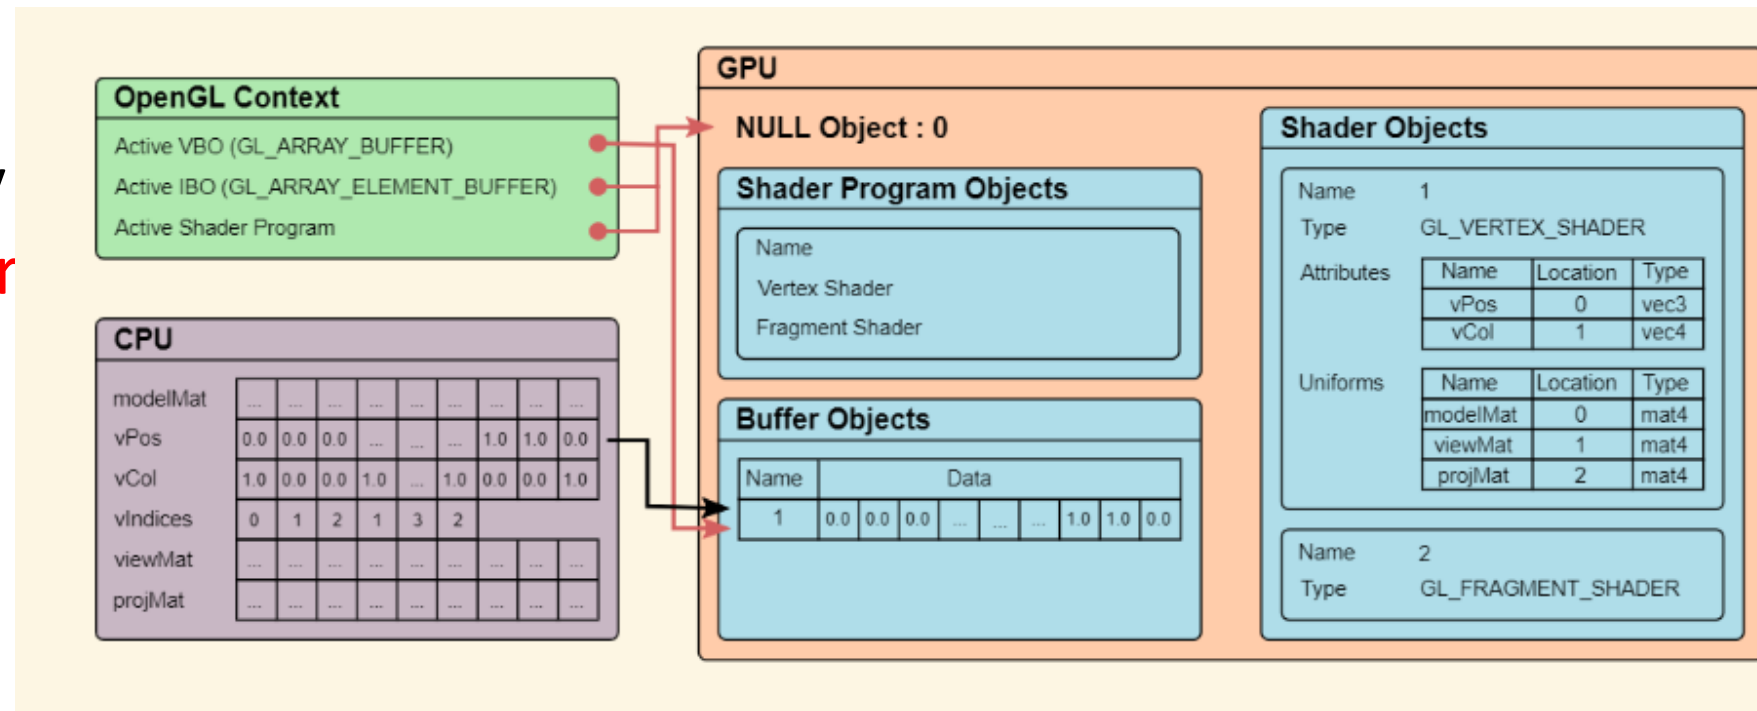 y
r
OpenGL Context
Active VBO (GL_ARRAY_BUFFER)
Active IBO (GL_ARRAY_ELEMENT_BUFFER)
Active Shader Program
CPU
modelMat ... ... ... ... ... ... ... ... ...
vPos 0.0 0.0 0.0 ... ... ... 1.0 1.0 0.0
vCol 1.0 0.0 0.0 1.0 ... 1.0 0.0 0.0 1.0
vIndices 0 1 2 1 3 2
viewMat ... ... ... ... ... ... ... ... ...
projMat ... ... ... ... ... ... ... ... ...
GPU
NULL Object : 0
Shader Program Objects
Name
Vertex Shader
Fragment Shader
Buffer Objects
Name Data
1 0.0 0.0 0.0 ... ... ... 1.0 1.0 0.0
Shader Objects
Name 1
Type GL_VERTEX_SHADER
Attributes Name Location Type
vPos 0 vec3
vCol 1 vec4
Uniforms Name Location Type
modelMat 0 mat4
viewMat 1 mat4
projMat 2 mat4
Name 2
Type GL_FRAGMENT_SHADER